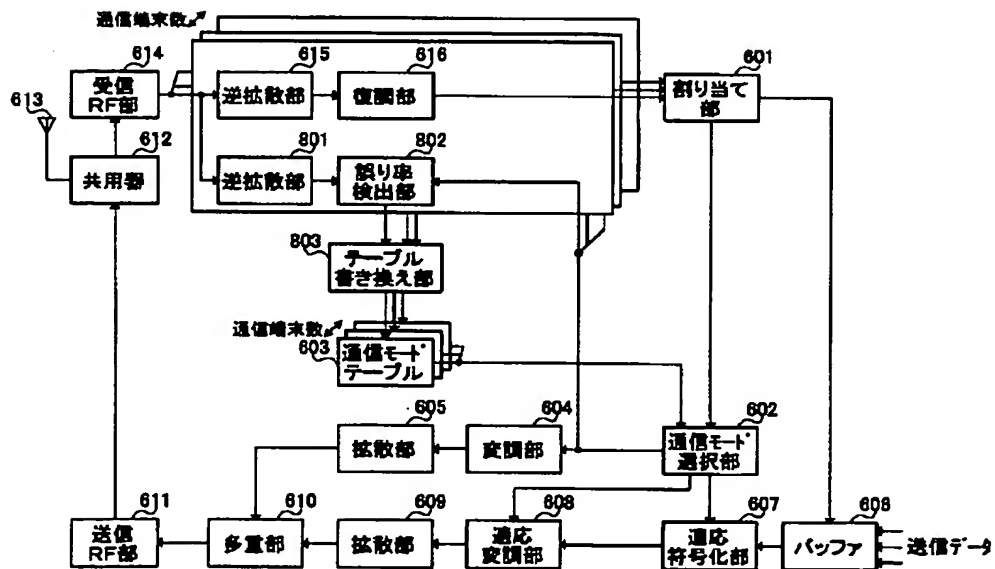 通信端末数
614
受信
RF部
615
逆拡散部
616
復調部
601
割り当て
部
613
612
共用器
801
逆拡散部
802
誤り率
検出部
803
テーブル
書き換え部
通信端末数
603
通信モード
テーブル
605
拡散部
604
変調部
602
通信モード
選択部
611
送信
RF部
610
多重部
609
拡散部
608
適応
変調部
607
適応
符号化部
606
バッファ
送信データ